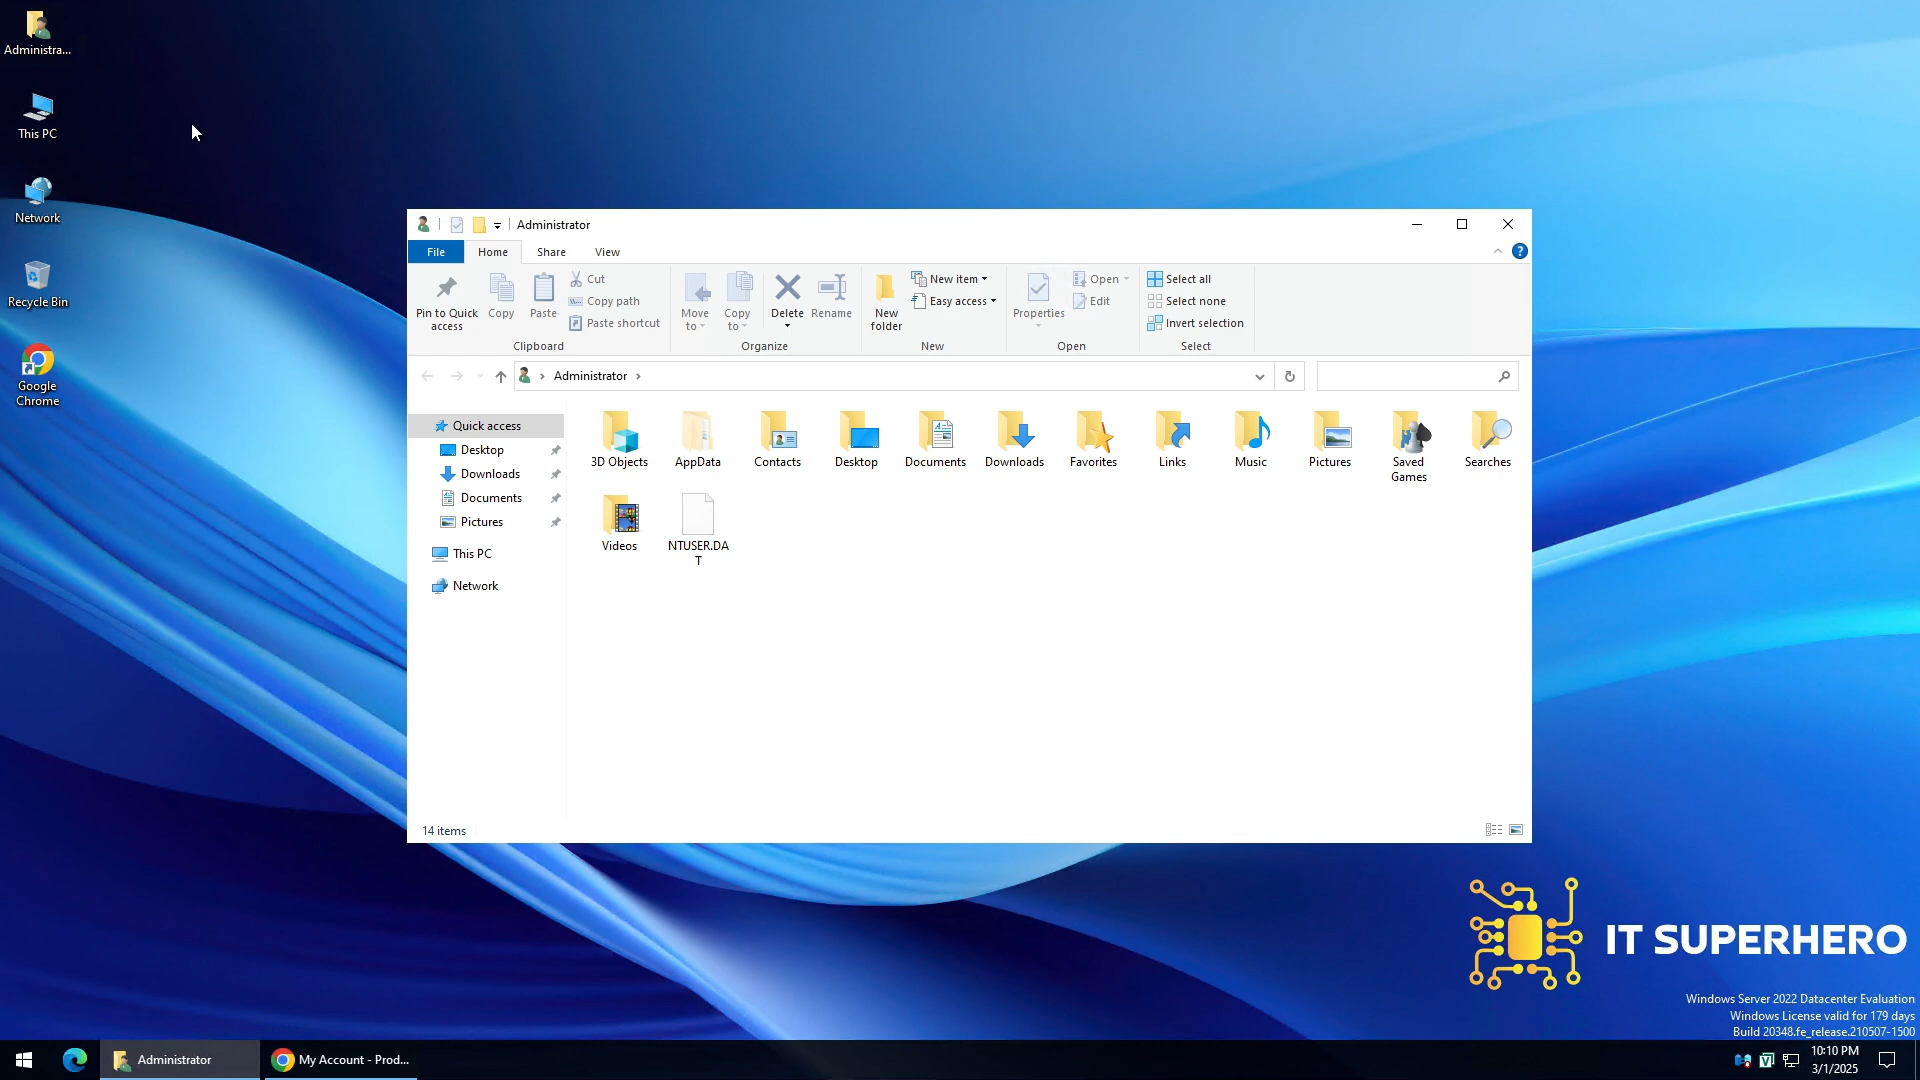 Administra...
This PC
Network
Recycle Bin
Google
Chrome
Administrator
File
Home
Share
View
Pin to Quick
access
Copy
Paste
Cut
Copy path
Paste shortcut
Clipboard
Move
to
Copy
to
Delete
Rename
Organize
New
folder
New item
Easy access
New
Properties
Open
Edit
Open
Select all
Select none
Invert selection
Select
Administrator
Quick access
Desktop
Downloads
Documents
Pictures
This PC
Network
3D Objects
AppData
Contacts
Desktop
Documents
Downloads
Favorites
Links
Music
Pictures
Saved
Games
Searches
Videos
NTUSER.DA
T
14 items
IT SUPERHERO
Windows Server 2022 Datacenter Evaluation
Windows License valid for 179 days
Build 20348.fe_release.210507-1500
Administrator
My Account - Prod...
10:10 PM
3/1/2025